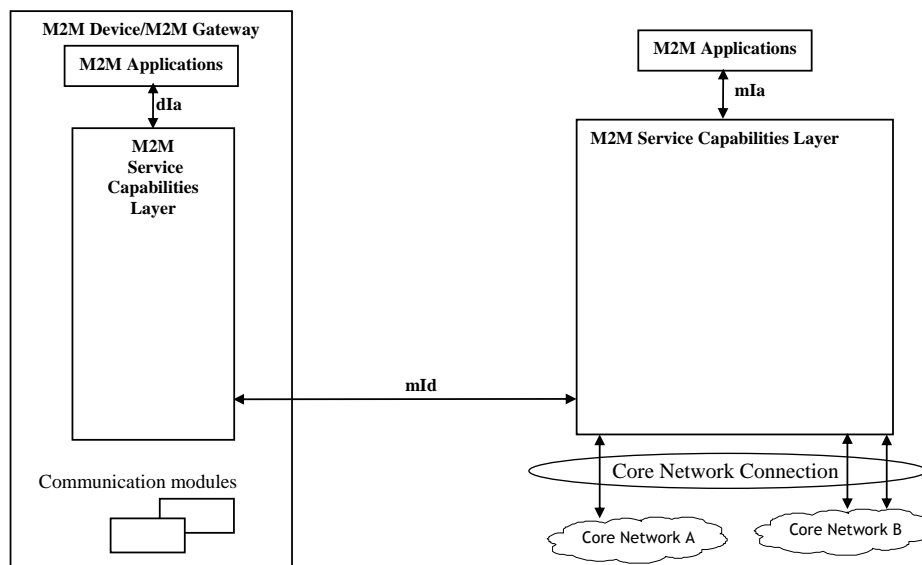 M2M Device/M2M Gateway
M2M Applications
dIa
M2M
Service
Capabilities
Layer
Communication modules
mId
M2M Applications
mIa
M2M Service Capabilities Layer
Core Network Connection
Core Network A
Core Network B